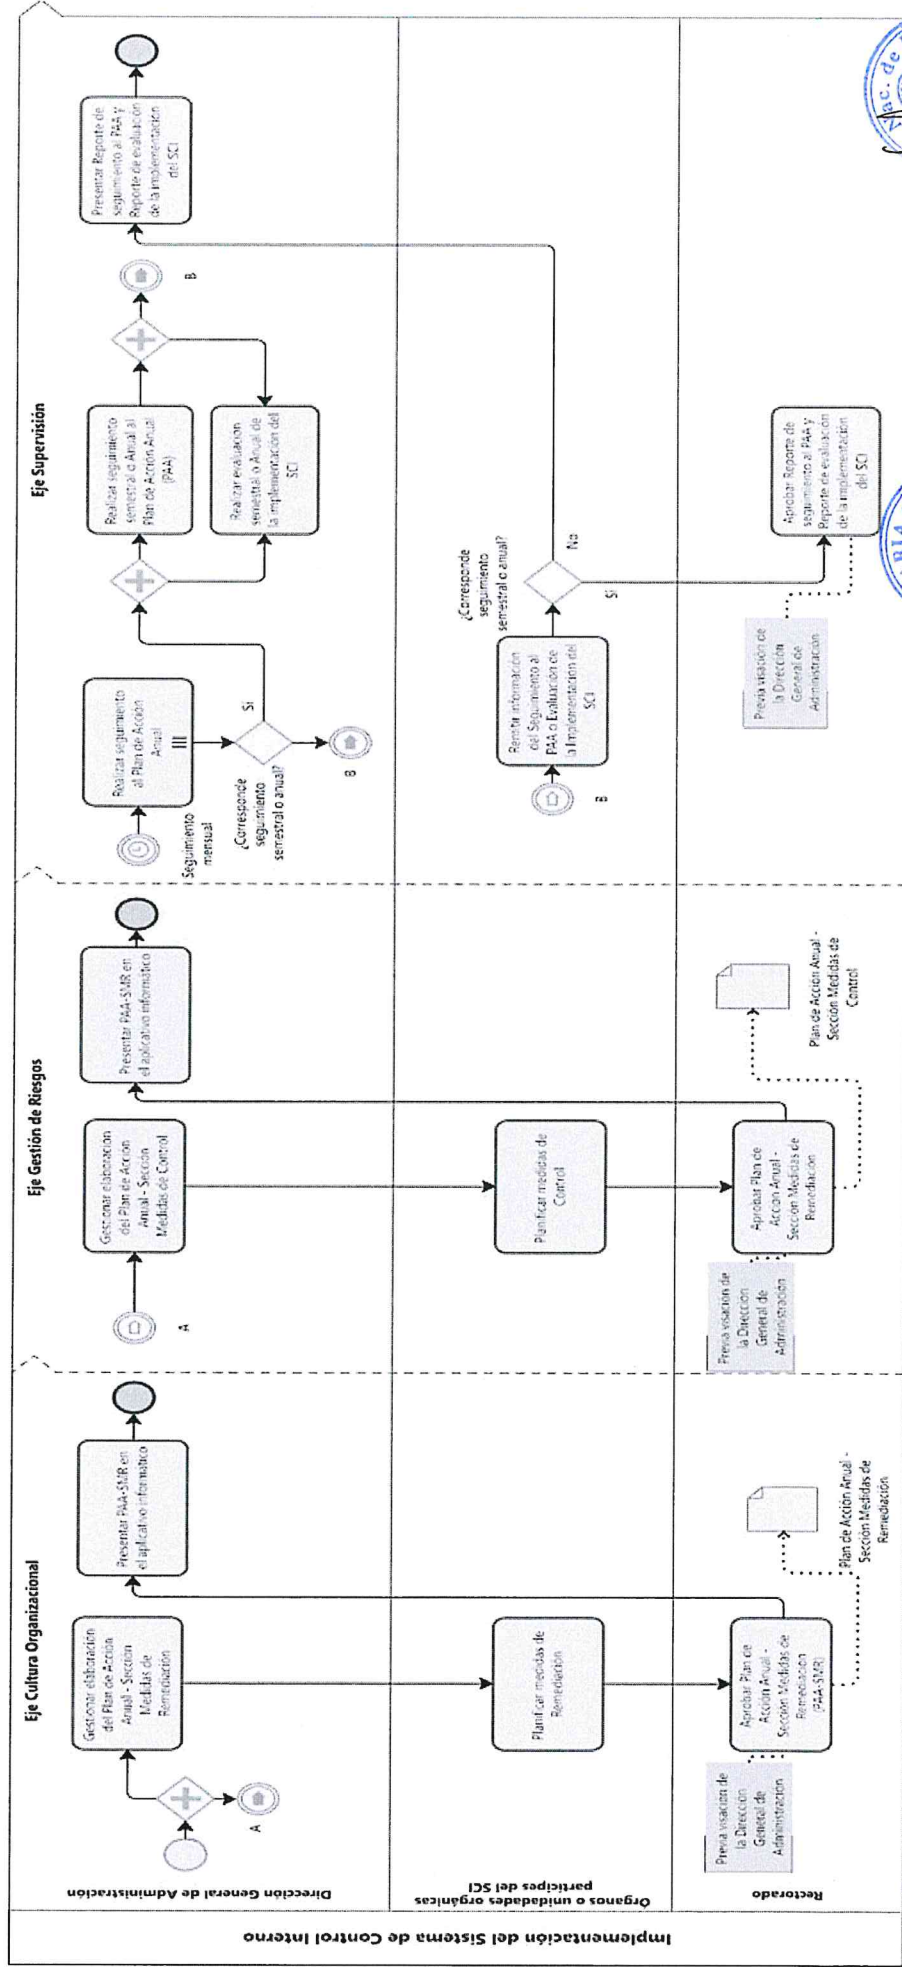 Implementación del Sistema de Control Interno
Dirección General de Administración
Órganos o unidades orgánicas
partícipes del SCI
Rectorado
Eje Cultura Organizacional
A
Gestionar elaboración
del Plan de Acción
Anual - Sección
Medidas de
Remediación
Presentar PAA-SMR en
el aplicativo informático
Planificar medidas de
Remediación
Previa visación de
la Dirección
General de
Administración
Aprobar Plan de
Acción Anual -
Sección Medidas de
Remediación
(PAA-SMR)
Plan de Acción Anual -
Sección Medidas de
Remediación
Eje Gestión de Riesgos
A
Gestionar elaboración
del Plan de Acción
Anual - Sección
Medidas de Control
Presentar PAA-SMR en
el aplicativo informático
Planificar medidas de
Control
Previa visación de
la Dirección
General de
Administración
Aprobar Plan de
Acción Anual -
Sección Medidas de
Remediación
Plan de Acción Anual -
Sección Medidas de
Control
Eje Supervisión
Seguimiento
mensual
Realizar seguimiento
al Plan de Acción
Anual
¿Corresponde
seguimiento
semestral o anual?
Si
B
Realizar seguimiento
semestral o Anual al
Plan de Acción Anual
(PAA)
Realizar evaluación
semestral o Anual de
la implementación del
SCI
B
Presentar Reporte de
seguimiento al PAA y
Reporte de evaluación
de la implementación
del SCI
B
Remitir información
del Seguimiento al
PAA o Evaluación de
la Implementación del
SCI
¿Corresponde
seguimiento
semestral o anual?
No
Si
Previa visación de
la Dirección
General de
Administración
Aprobar Reporte de
seguimiento al PAA y
Reporte de evaluación
de la implementación
del SCI
Nac. de